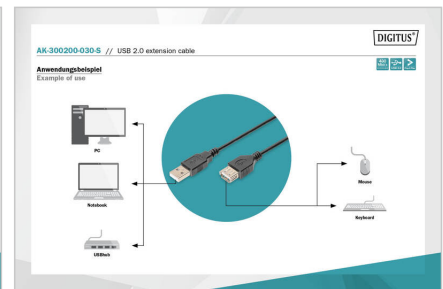 DIGITUS®
AK-300200-030-S // USB 2.0 extension cable
Anwendungsbeispiel
Example of use
PC
Notebook
USBhub
Mouse
Keyboard